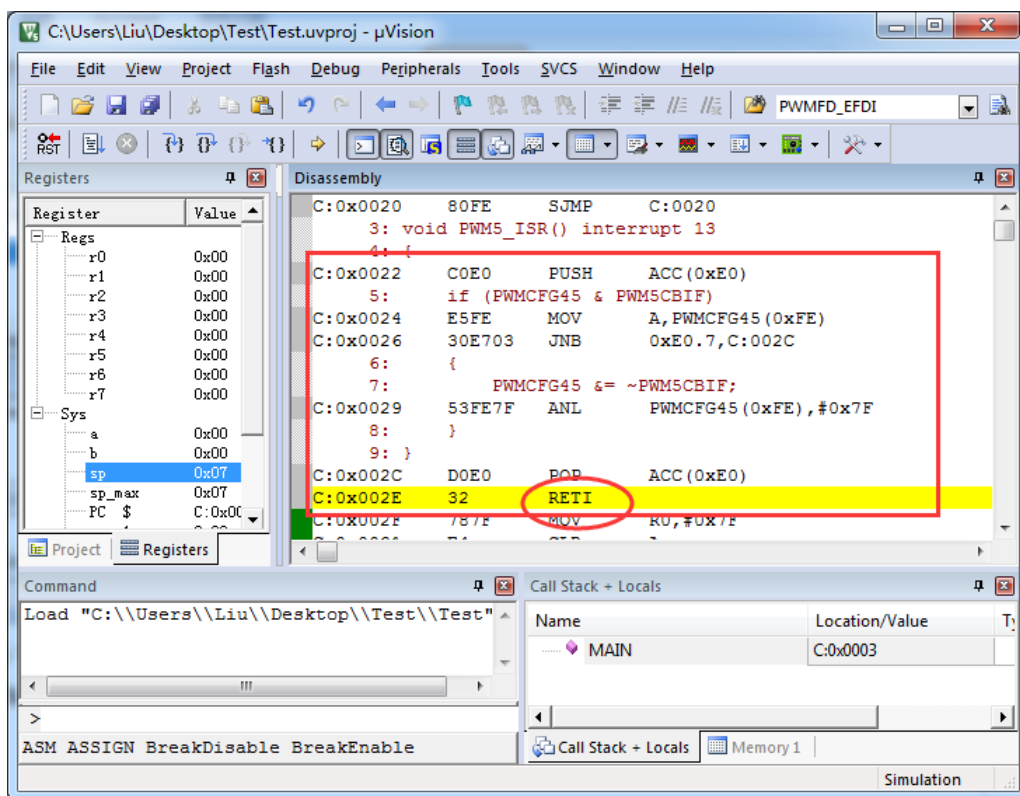 C:\Users\Liu\Desktop\Test\Test.uvproj - µVision
File Edit View Project Flash Debug Peripherals Tools SVCS Window Help
PWMFD_EFDI
RST
Registers
Register Value
Regs
r0 0x00
r1 0x00
r2 0x00
r3 0x00
r4 0x00
r5 0x00
r6 0x00
r7 0x00
Sys
a 0x00
b 0x00
sp 0x07
sp_max 0x07
PC $ C:0x00
Project Registers
Disassembly
C:0x0020 80FE SJMP C:0020
3: void PWM5_ISR() interrupt 13
4: {
C:0x0022 C0E0 PUSH ACC(0xE0)
5: if (PWMCFG45 & PWM5CBIF)
C:0x0024 E5FE MOV A,PWMCFG45(0xFE)
C:0x0026 30E703 JNB 0xE0.7,C:002C
6: {
7: PWMCFG45 &= ~PWM5CBIF;
C:0x0029 53FE7F ANL PWMCFG45(0xFE),#0x7F
8: }
9: }
C:0x002C D0E0 POP ACC(0xE0)
C:0x002E 32 RETI
C:0x002F 787F MOV R0,#0x7F
Command
Load "C:\\Users\\Liu\\Desktop\\Test\\Test"
>
ASM ASSIGN BreakDisable BreakEnable
Call Stack + Locals
Name Location/Value
MAIN C:0x0003
Call Stack + Locals Memory 1
Simulation